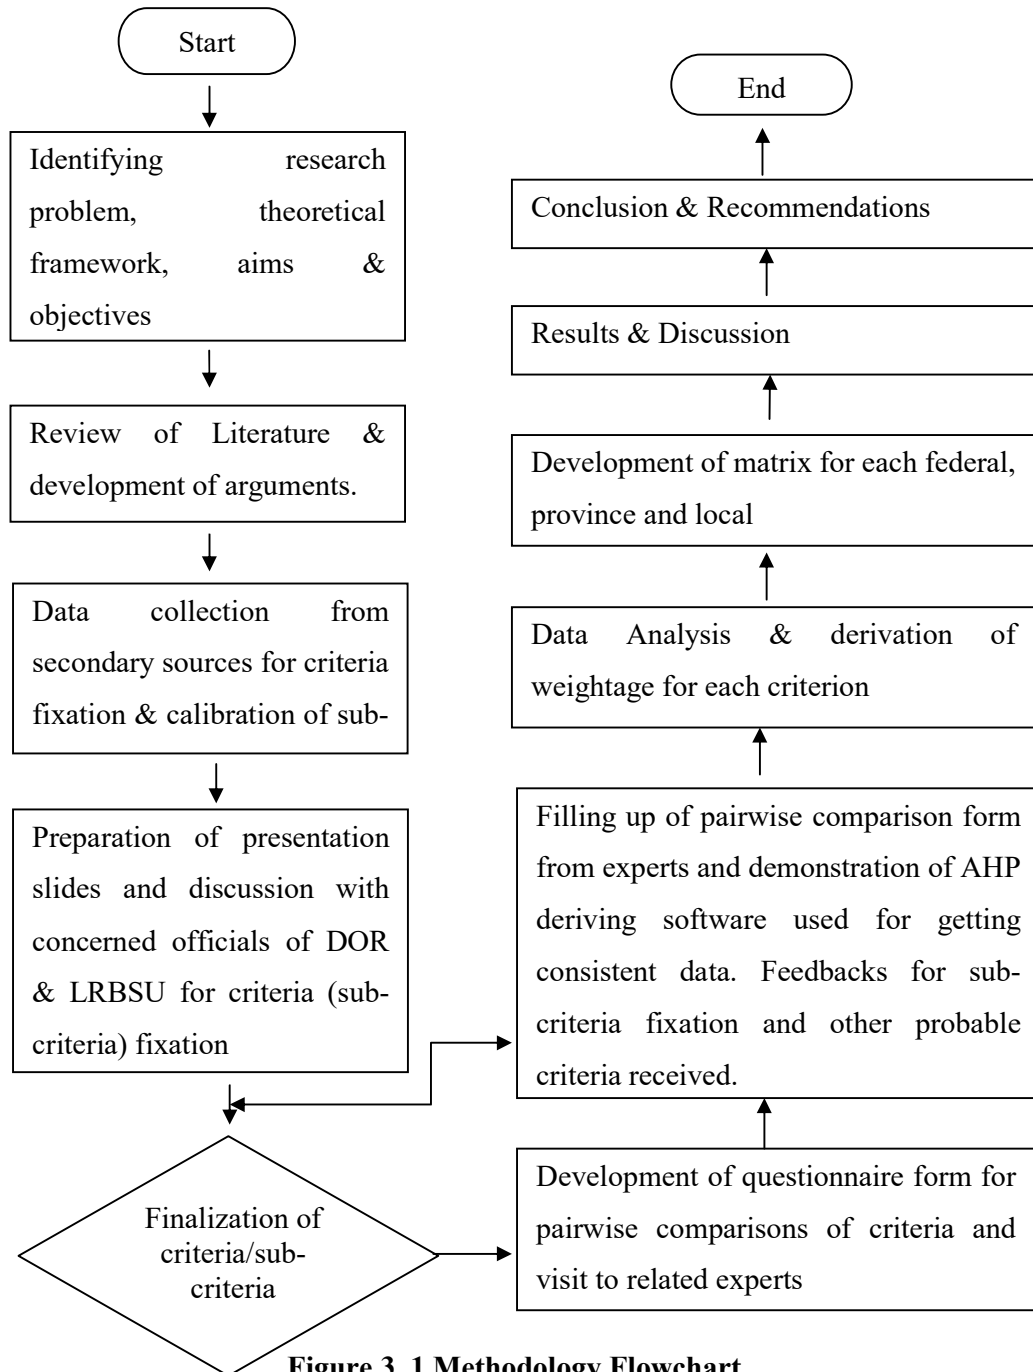 Start
Identifying research
problem, theoretical
framework, aims &
objectives
Review of Literature &
development of arguments.
Data collection from
secondary sources for criteria
fixation & calibration of sub-
Preparation of presentation
slides and discussion with
concerned officials of DOR
& LRBSU for criteria (sub-
criteria) fixation
Finalization of
criteria/sub-
criteria
Development of questionnaire form for
pairwise comparisons of criteria and
visit to related experts
Filling up of pairwise comparison form
from experts and demonstration of AHP
deriving software used for getting
consistent data. Feedbacks for sub-
criteria fixation and other probable
criteria received.
Data Analysis & derivation of
weightage for each criterion
Development of matrix for each federal,
province and local
Results & Discussion
Conclusion & Recommendations
End
Figure 3. 1 Methodology Flowchart